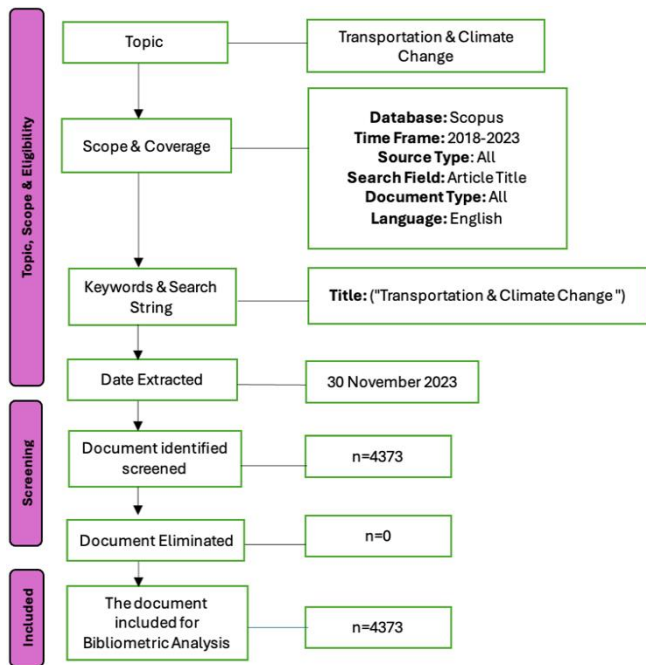 Topic, Scope & Eligibility
Topic
Transportation & Climate
Change
Scope & Coverage
Database: Scopus
Time Frame: 2018-2023
Source Type: All
Search Field: Article Title
Document Type: All
Language: English
Keywords & Search
String
Title: ("Transportation & Climate Change ")
Date Extracted
30 November 2023
Screening
Document identified
screened
n=4373
Document Eliminated
n=0
Included
The document
included for
Bibliometric Analysis
n=4373